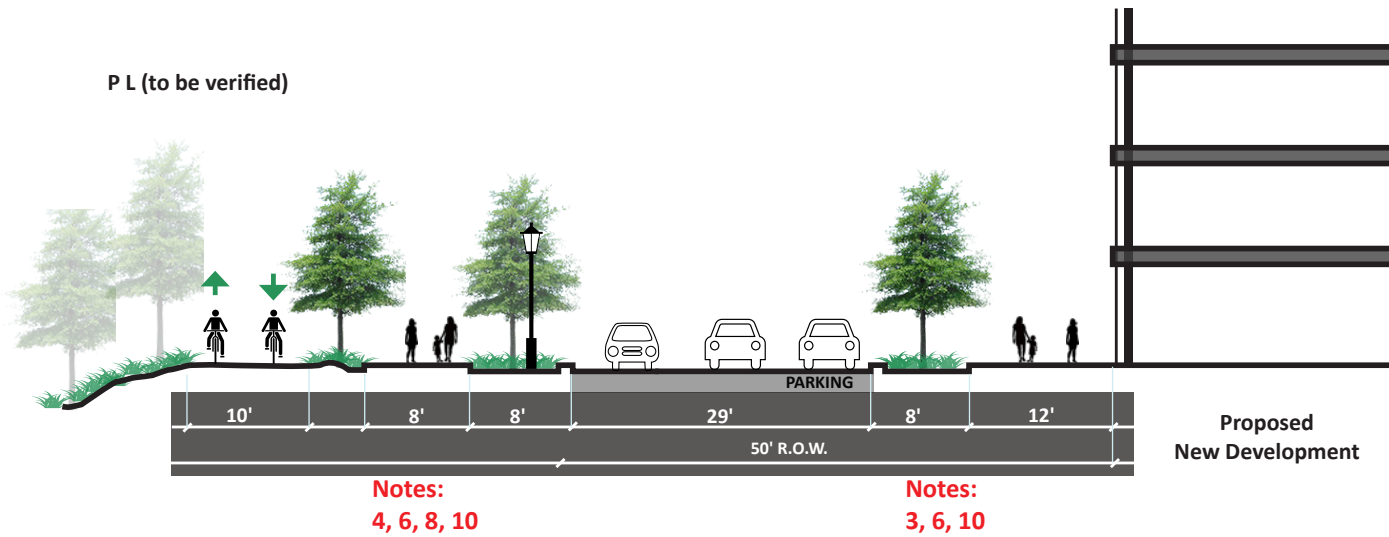 P L (to be verified)
PARKING
10' 8' 8' 29' 8' 12'
50' R.O.W.
Proposed
New Development
Notes:
4, 6, 8, 10
Notes:
3, 6, 10